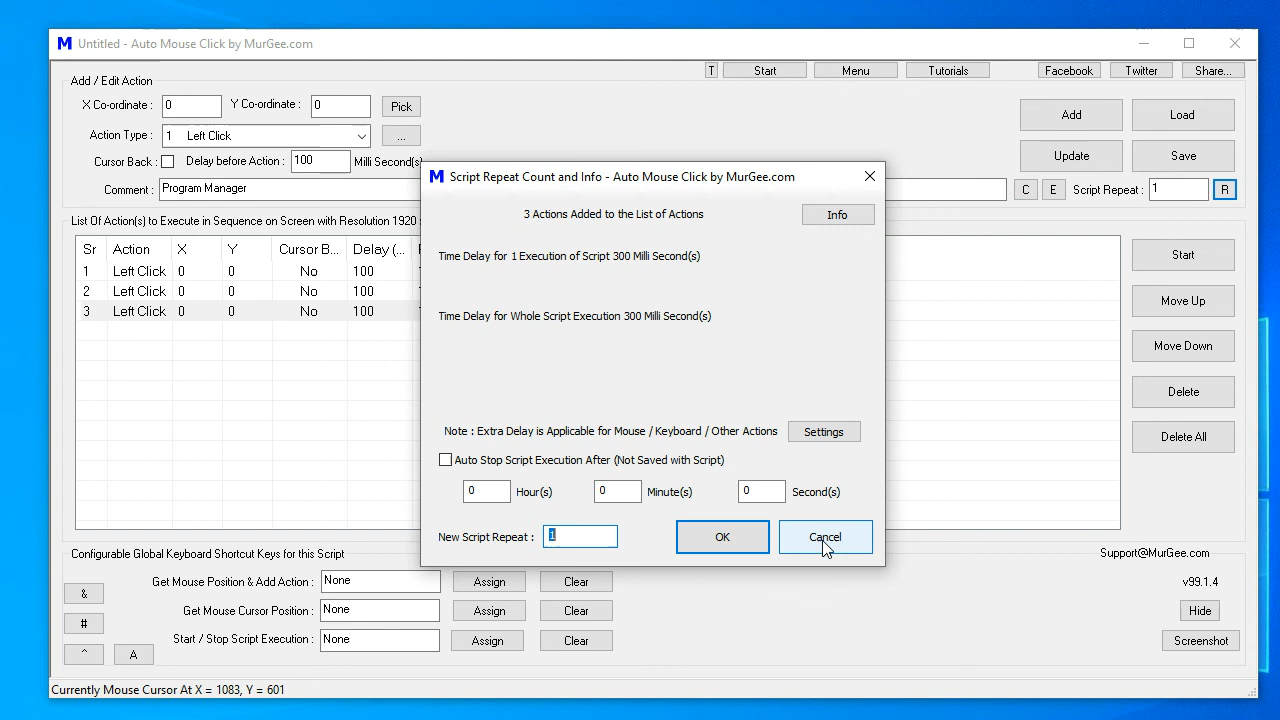 M Untitled - Auto Mouse Click by MurGee.com
Add / Edit Action
T Start Menu Tutorials Facebook Twitter Share...
X Co-ordinate : 0 Y Co-ordinate : 0 Pick
Action Type : 1 Left Click ...
Cursor Back : Delay before Action : 100 Milli Second(s)
Comment : Program Manager
Add Load
Update Save
C E Script Repeat : 1 R
List Of Action(s) to Execute in Sequence on Screen with Resolution 1920
Sr Action X Y Cursor B... Delay (...
1 Left Click 0 0 No 100
2 Left Click 0 0 No 100
3 Left Click 0 0 No 100
Start
Move Up
Move Down
Delete
Delete All
M Script Repeat Count and Info - Auto Mouse Click by MurGee.com
3 Actions Added to the List of Actions Info
Time Delay for 1 Execution of Script 300 Milli Second(s)
Time Delay for Whole Script Execution 300 Milli Second(s)
Note : Extra Delay is Applicable for Mouse / Keyboard / Other Actions Settings
Auto Stop Script Execution After (Not Saved with Script)
0 Hour(s) 0 Minute(s) 0 Second(s)
New Script Repeat : 1 OK Cancel
Configurable Global Keyboard Shortcut Keys for this Script
Support@MurGee.com
& Get Mouse Position & Add Action : None Assign Clear v99.1.4
# Get Mouse Cursor Position : None Assign Clear Hide
^ A Start / Stop Script Execution : None Assign Clear Screenshot
Currently Mouse Cursor At X = 1083, Y = 601